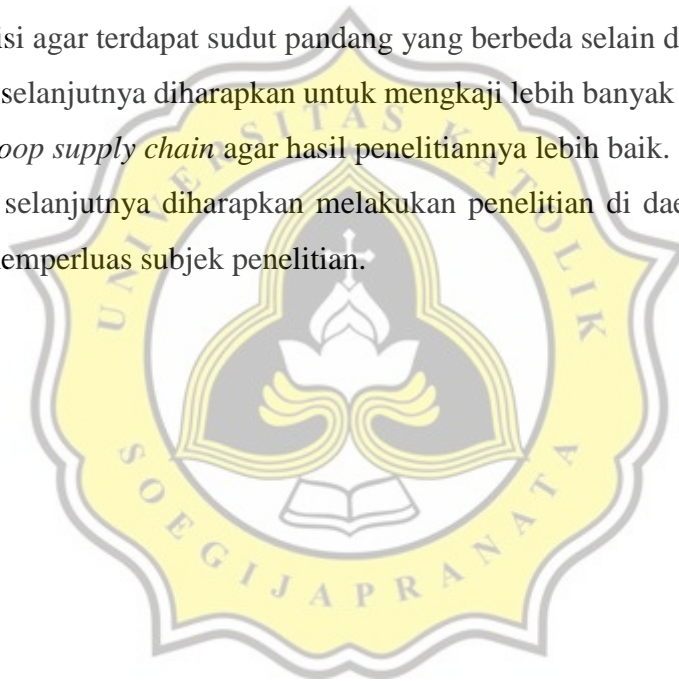 isi agar terdapat sudut pandang yang berbeda selain d
selanjutnya diharapkan untuk mengkaji lebih banyak
oop supply chain agar hasil penelitiannya lebih baik.
selanjutnya diharapkan melakukan penelitian di dae
emperluas subjek penelitian.
UNIVERSITAS KATOLIK
SOEGIJAPRANATA